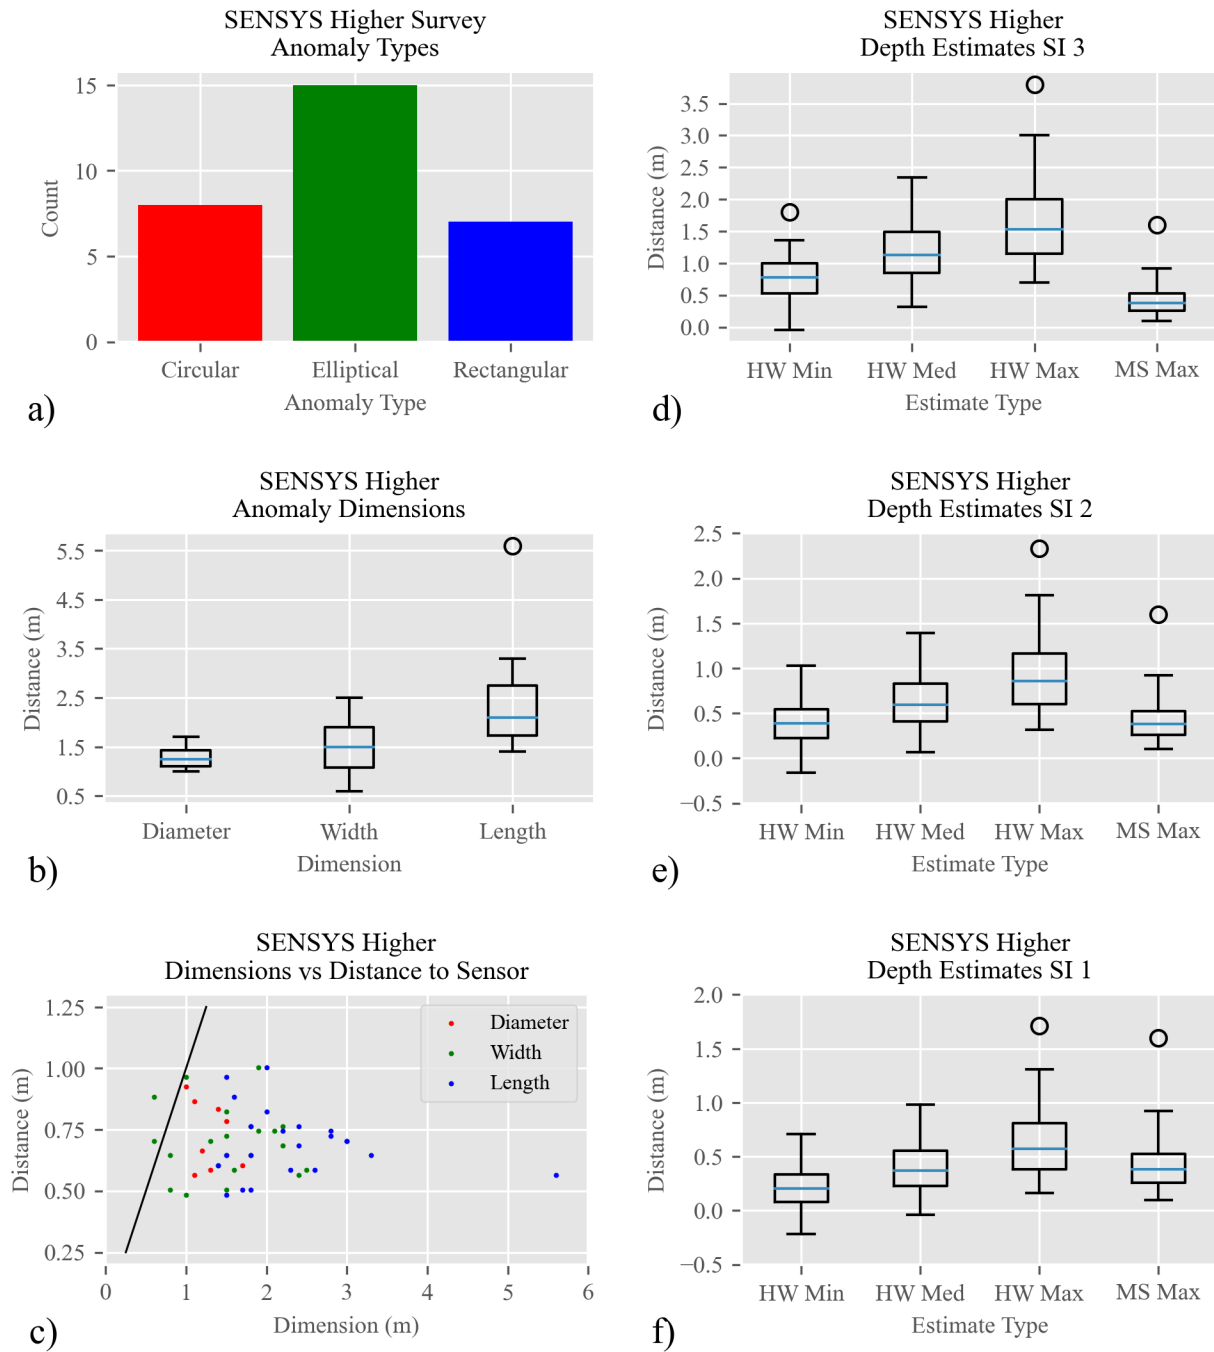 SENSYS Higher Survey
Anomaly Types
15
10
5
0
Count
Circular
Elliptical
Rectangular
Anomaly Type
a)
SENSYS Higher
Depth Estimates SI 3
3.5
3.0
2.5
2.0
1.5
1.0
0.5
0.0
Distance (m)
HW Min
HW Med
HW Max
MS Max
Estimate Type
d)
SENSYS Higher
Anomaly Dimensions
5.5
4.5
3.5
2.5
1.5
0.5
Distance (m)
Diameter
Width
Length
Dimension
b)
SENSYS Higher
Depth Estimates SI 2
2.5
2.0
1.5
1.0
0.5
0.0
−0.5
Distance (m)
HW Min
HW Med
HW Max
MS Max
Estimate Type
e)
SENSYS Higher
Dimensions vs Distance to Sensor
1.25
1.00
0.75
0.50
0.25
Distance (m)
Diameter
Width
Length
0
1
2
3
4
5
6
Dimension (m)
c)
SENSYS Higher
Depth Estimates SI 1
2.0
1.5
1.0
0.5
0.0
−0.5
Distance (m)
HW Min
HW Med
HW Max
MS Max
Estimate Type
f)